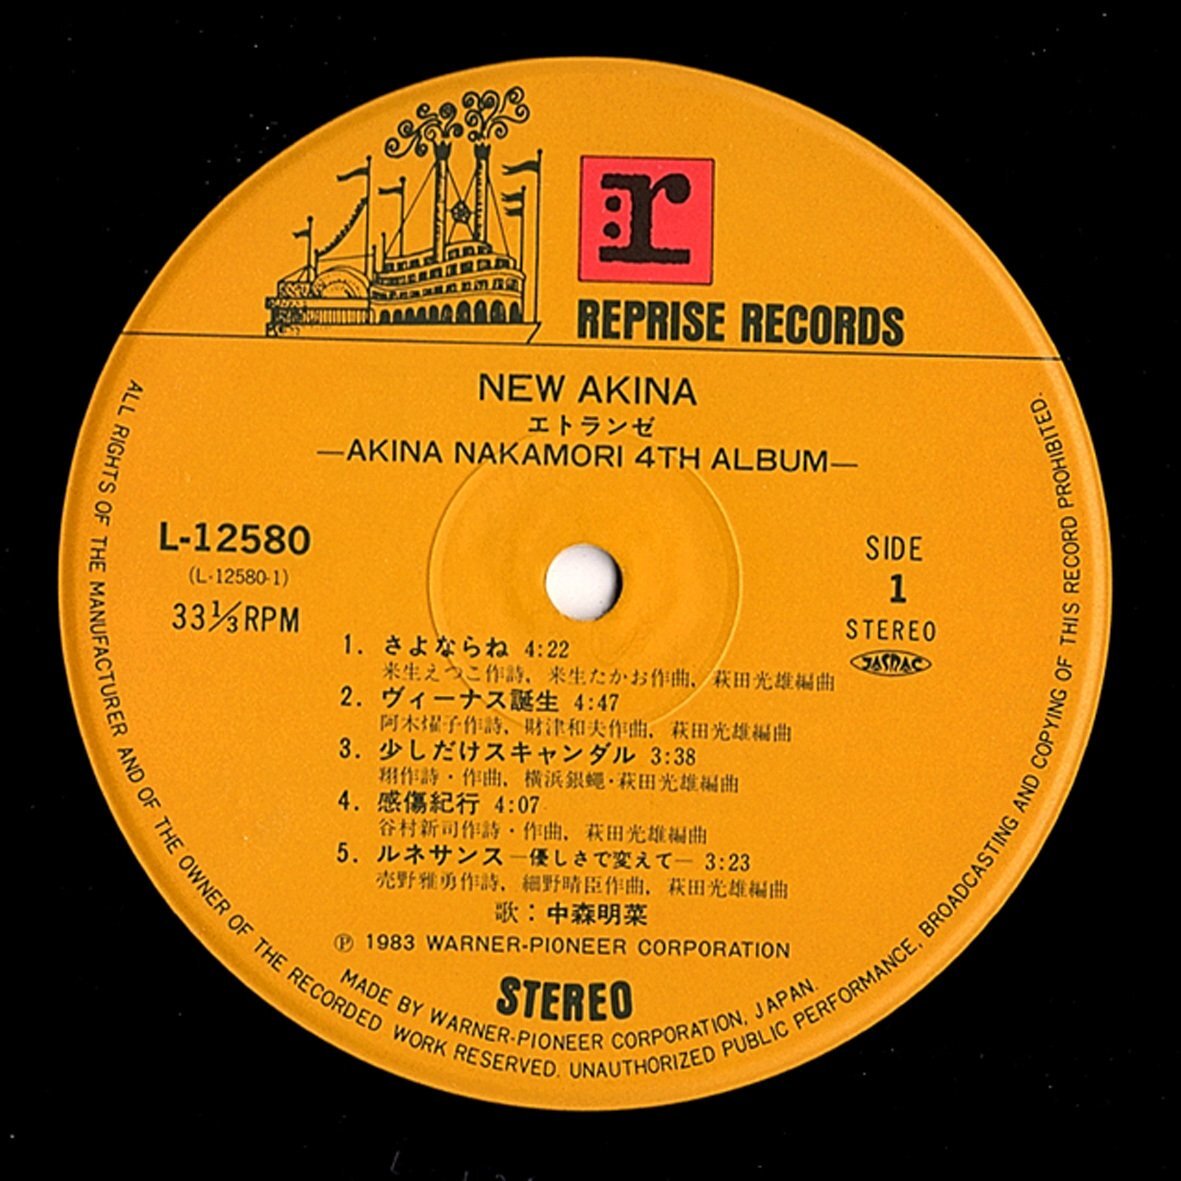 r
REPRISE RECORDS
NEW AKINA
エトランゼ
—AKINA NAKAMORI 4TH ALBUM—
L-12580
(L-12580-1)
33⅓RPM
SIDE
1
STEREO
JASRAC
1. さよならね 4:22
来生えつこ作詩, 来生たかお作曲, 萩田光雄編曲
2. ヴィーナス誕生 4:47
阿木燿子作詩, 財津和夫作曲, 萩田光雄編曲
3. 少しだけスキャンダル 3:38
翔作詩・作曲, 横浜銀蝿・萩田光雄編曲
4. 感傷紀行 4:07
谷村新司作詩・作曲, 萩田光雄編曲
5. ルネサンス—優しさで変えて— 3:23
売野雅勇作詩, 細野晴臣作曲, 萩田光雄編曲
歌：中森明菜
Ⓟ 1983 WARNER-PIONEER CORPORATION
STEREO
MADE BY WARNER-PIONEER CORPORATION, JAPAN.
ALL RIGHTS OF THE MANUFACTURER AND OF THE OWNER OF THE RECORDED WORK RESERVED. UNAUTHORIZED PUBLIC PERFORMANCE, BROADCASTING AND COPYING OF THIS RECORD PROHIBITED.